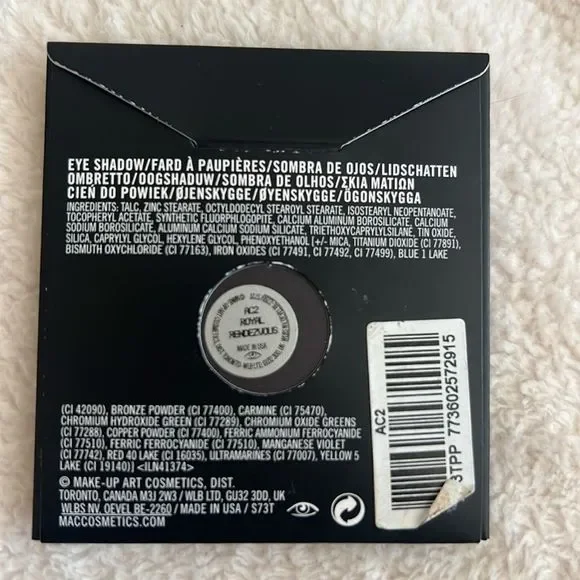 EYE SHADOW/FARD À PAUPIÈRES/SOMBRA DE OJOS/LIDSCHATTEN
OMBRETTO/OOGSHADUW/SOMBRA DE OLHOS/ΣΚΙΑ ΜΑΤΙΩΝ
CIEŃ DO POWIEK/ØJENSKYGGE/ØYENSKYGGE/ÖGONSKYGGA
INGREDIENTS: TALC, ZINC STEARATE, OCTYLDODECYL STEAROYL STEARATE, ISOSTEARYL NEOPENTANOATE,
TOCOPHERYL ACETATE, SYNTHETIC FLUORPHLOGOPITE, CALCIUM ALUMINUM BOROSILICATE, CALCIUM
SODIUM BOROSILICATE, ALUMINUM CALCIUM SODIUM SILICATE, TRIETHOXYCAPRYLYLSILANE, TIN OXIDE,
SILICA, CAPRYLYL GLYCOL, HEXYLENE GLYCOL, PHENOXYETHANOL [+/- MICA, TITANIUM DIOXIDE (CI 77891),
BISMUTH OXYCHLORIDE (CI 77163), IRON OXIDES (CI 77491, CI 77492, CI 77499), BLUE 1 LAKE
AC2
ROYAL
RENDEZVOUS
MADE IN USA
(CI 42090), BRONZE POWDER (CI 77400), CARMINE (CI 75470),
CHROMIUM HYDROXIDE GREEN (CI 77289), CHROMIUM OXIDE GREENS
(CI 77288), COPPER POWDER (CI 77400), FERRIC AMMONIUM FERROCYANIDE
(CI 77510), FERRIC FERROCYANIDE (CI 77510), MANGANESE VIOLET
(CI 77742), RED 40 LAKE (CI 16035), ULTRAMARINES (CI 77007), YELLOW 5
LAKE (CI 19140)] <ILN41374>
© MAKE-UP ART COSMETICS, DIST.
TORONTO, CANADA M3J 2W3 / WLB LTD, GU32 3DD, UK
WLBS NV, OEVEL BE-2260 / MADE IN USA / S73T
MACCOSMETICS.COM
AC2
3TPP 773602572915